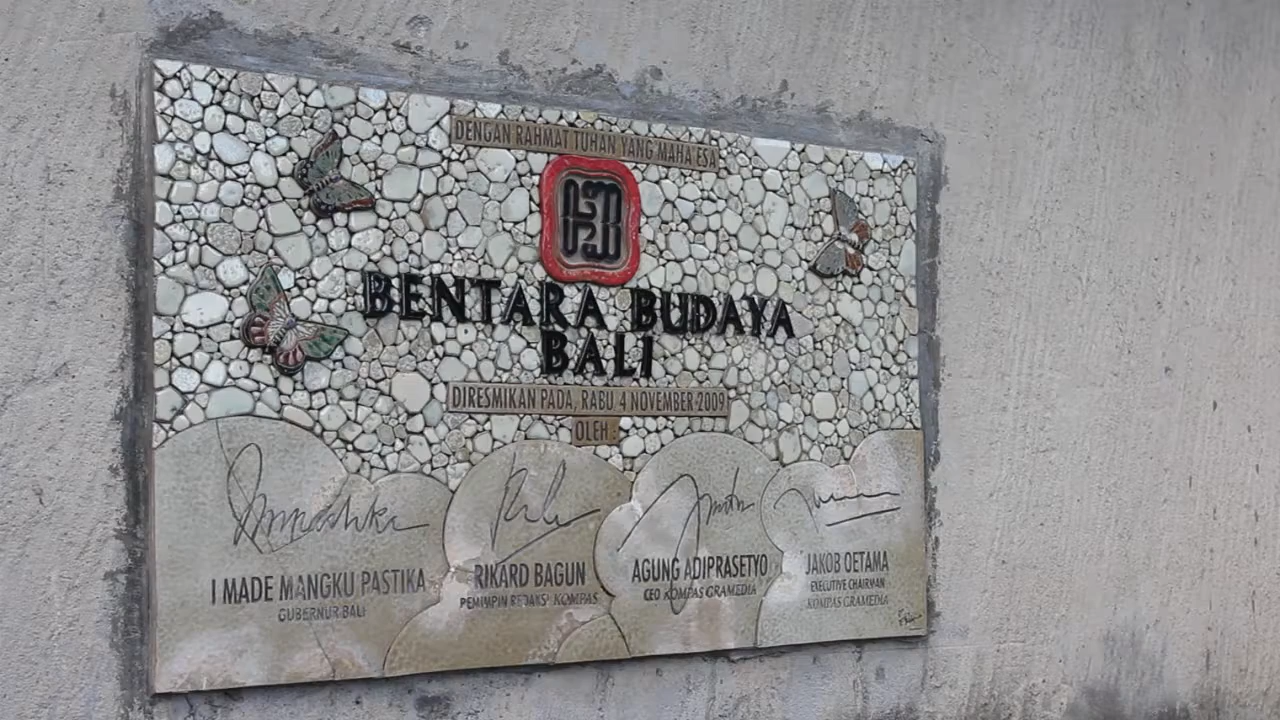 DENGAN RAHMAT TUHAN YANG MAHA ESA
BENTARA BUDAYA
BALI
DIRESMIKAN PADA, RABU 4 NOVEMBER 2009
OLEH :
I MADE MANGKU PASTIKA
GUBERNUR BALI
RIKARD BAGUN
PEMIMPIN REDAKSI KOMPAS
AGUNG ADIPRASETYO
CEO KOMPAS GRAMEDIA
JAKOB OETAMA
EXECUTIVE CHAIRMAN
KOMPAS GRAMEDIA